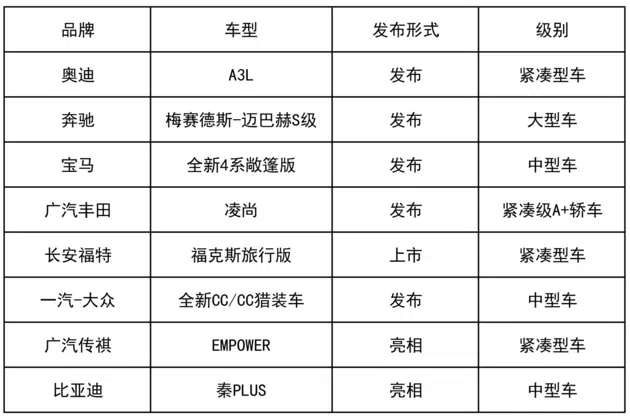 品牌 车型 发布形式 级别
奥迪 A3L 发布 紧凑型车
奔驰 梅赛德斯-迈巴赫S级 发布 大型车
宝马 全新4系敞篷版 发布 中型车
广汽丰田 凌尚 发布 紧凑级A+轿车
长安福特 福克斯旅行版 上市 紧凑型车
一汽-大众 全新CC/CC猎装车 发布 中型车
广汽传祺 EMPOWER 亮相 紧凑型车
比亚迪 秦PLUS 亮相 中型车